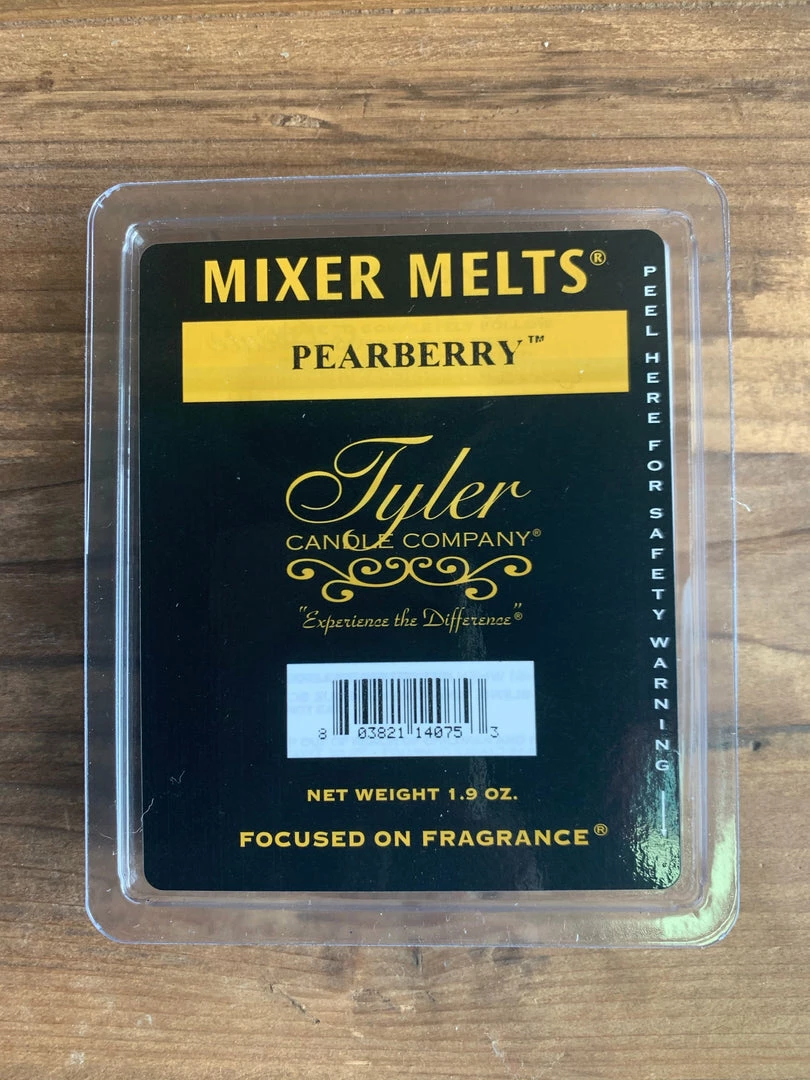 MIXER MELTS®
PEARBERRY™
Tyler
CANDLE COMPANY®
"Experience the Difference"®
8 03821 14075 3
NET WEIGHT 1.9 OZ.
FOCUSED ON FRAGRANCE®
PEEL HERE FOR SAFETY WARNING